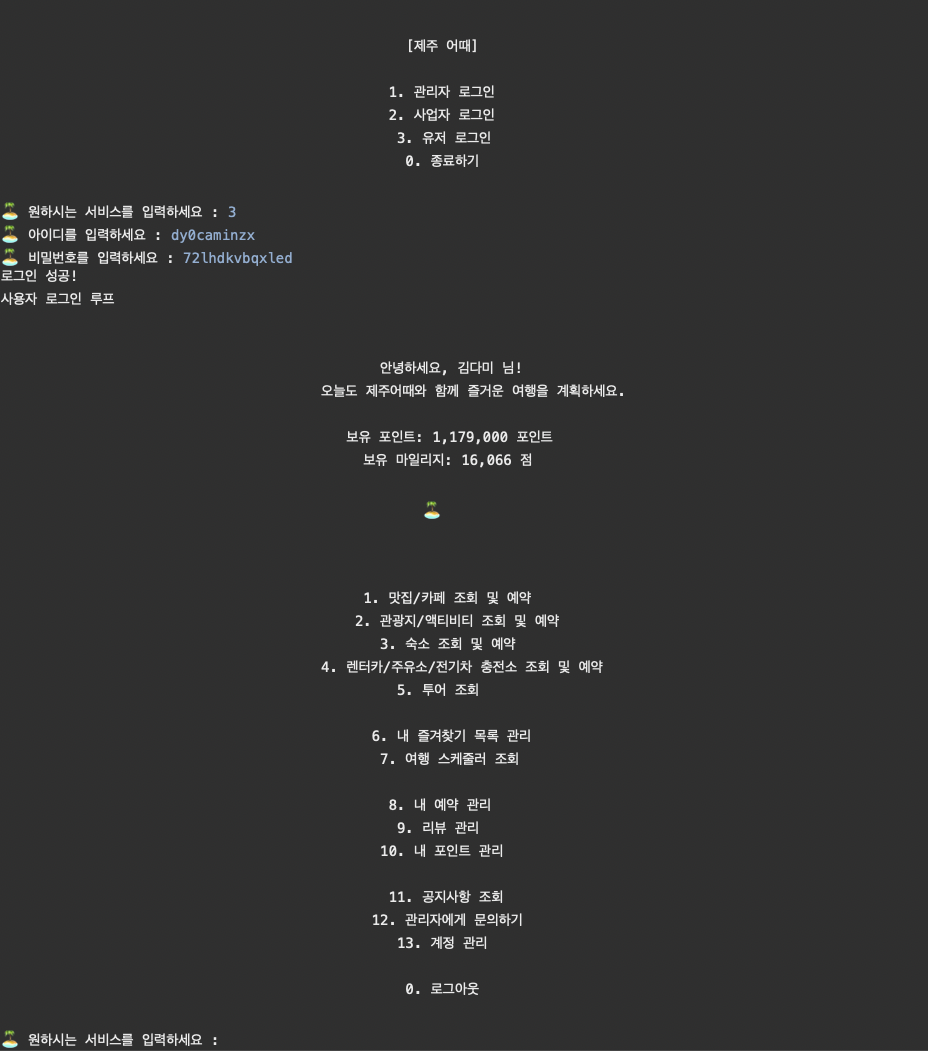 [제주 어때]
1. 관리자 로그인
2. 사업자 로그인
3. 유저 로그인
0. 종료하기
원하시는 서비스를 입력하세요 : 3
아이디를 입력하세요 : dy0caminzx
비밀번호를 입력하세요 : 72lhdkvbqxled
로그인 성공!
사용자 로그인 루프
안녕하세요, 김다미 님!
오늘도 제주어때와 함께 즐거운 여행을 계획하세요.
보유 포인트: 1,179,000 포인트
보유 마일리지: 16,066 점
1. 맛집/카페 조회 및 예약
2. 관광지/액티비티 조회 및 예약
3. 숙소 조회 및 예약
4. 렌터카/주유소/전기차 충전소 조회 및 예약
5. 투어 조회
6. 내 즐겨찾기 목록 관리
7. 여행 스케줄러 조회
8. 내 예약 관리
9. 리뷰 관리
10. 내 포인트 관리
11. 공지사항 조회
12. 관리자에게 문의하기
13. 계정 관리
0. 로그아웃
원하시는 서비스를 입력하세요 :